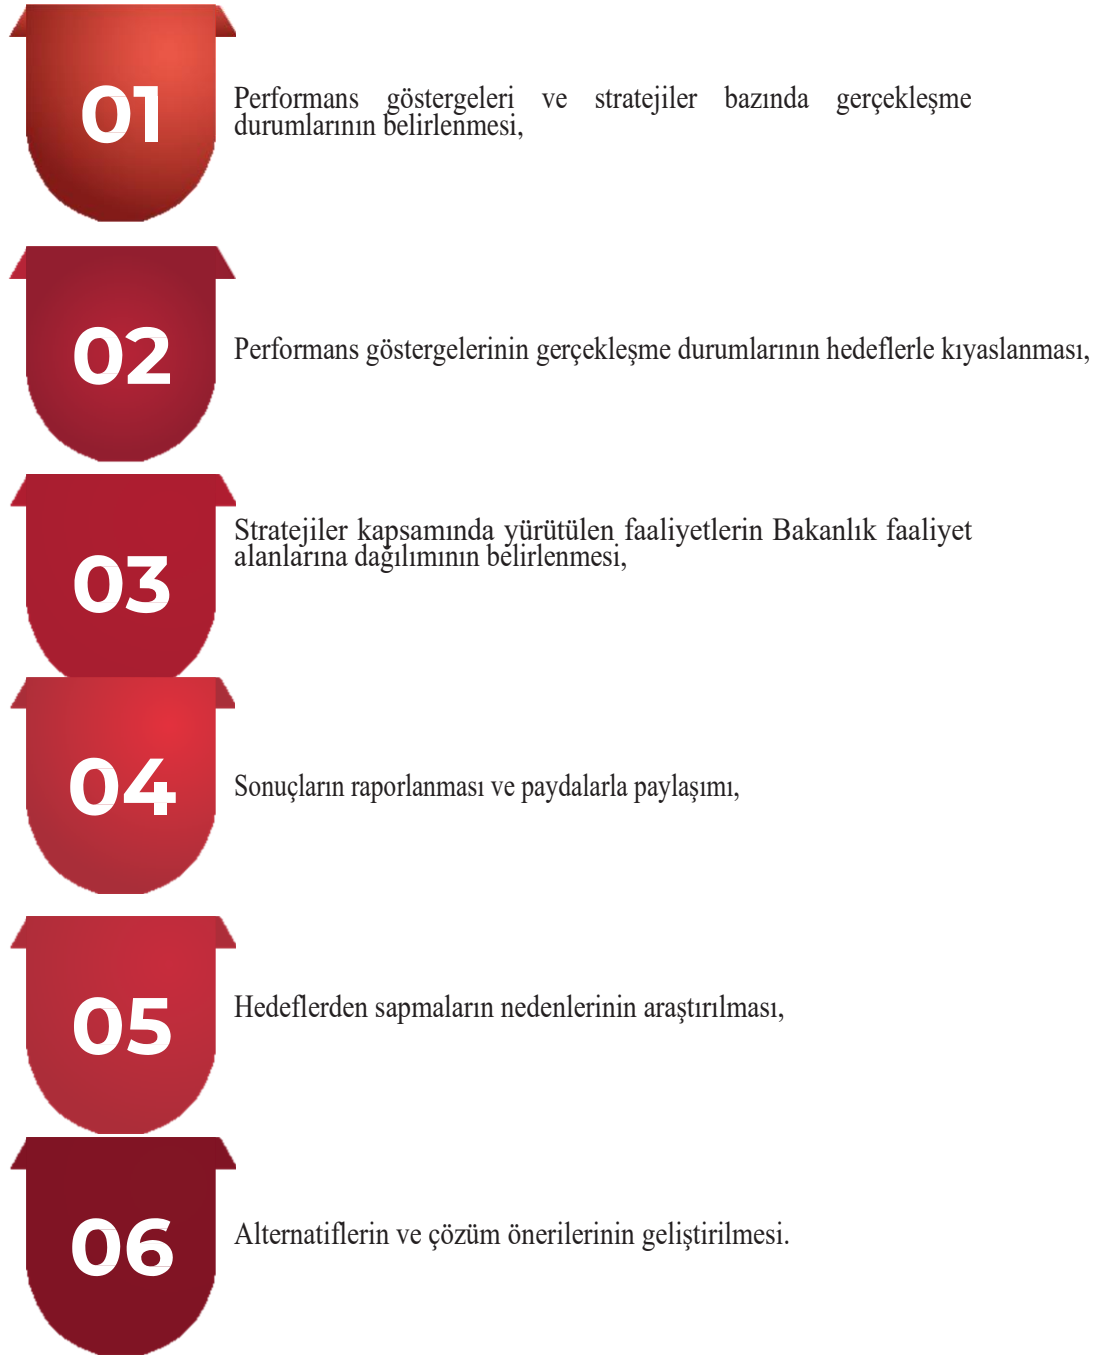 01
Performans göstergeleri ve stratejiler bazında gerçekleşme
durumlarının belirlenmesi,
02
Performans göstergelerinin gerçekleşme durumlarının hedeflerle kıyaslanması,
03
Stratejiler kapsamında yürütülen faaliyetlerin Bakanlık faaliyet
alanlarına dağılımının belirlenmesi,
04
Sonuçların raporlanması ve paydalarla paylaşımı,
05
Hedeflerden sapmaların nedenlerinin araştırılması,
06
Alternatiflerin ve çözüm önerilerinin geliştirilmesi.